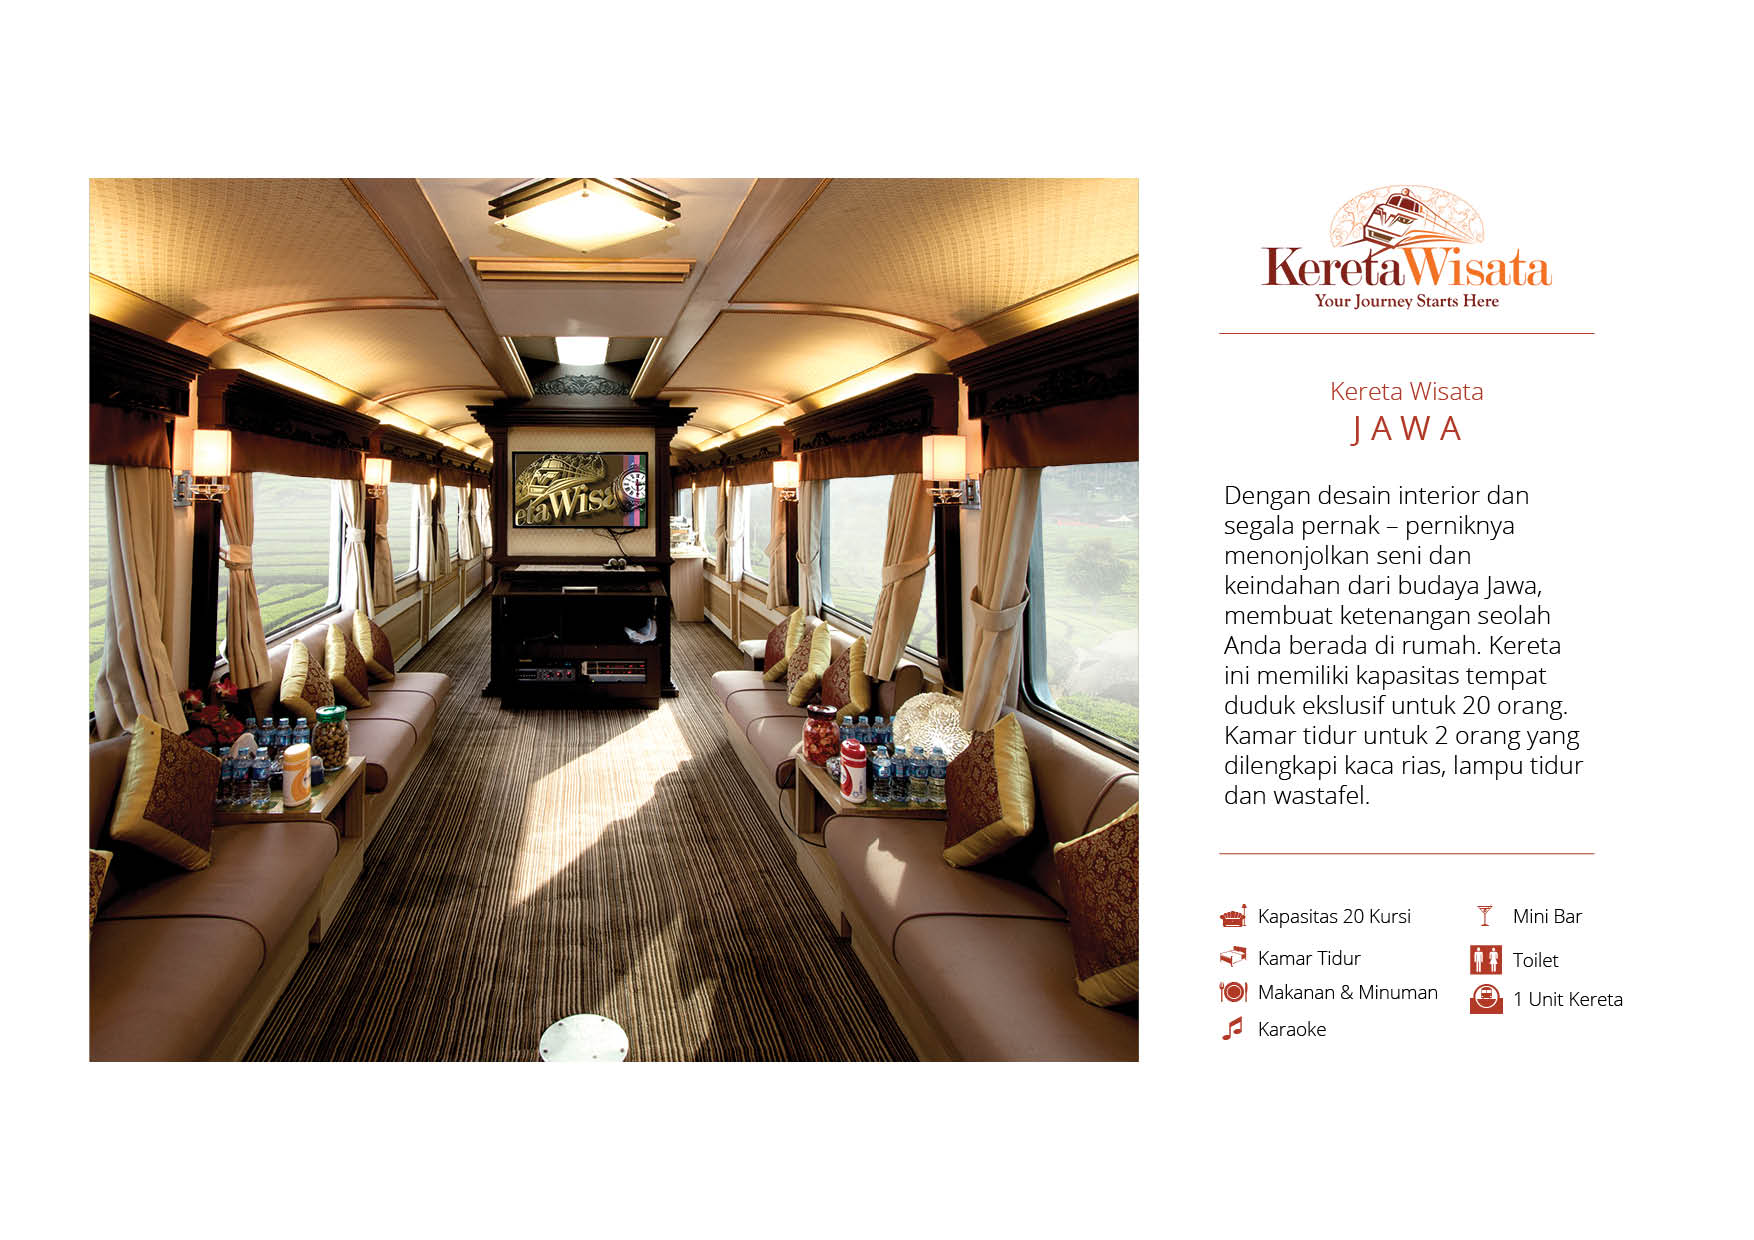 etaWisa
KeretaWisata
Your Journey Starts Here
Kereta Wisata
JAWA
Dengan desain interior dan
segala pernak – perniknya
menonjolkan seni dan
keindahan dari budaya Jawa,
membuat ketenangan seolah
Anda berada di rumah. Kereta
ini memiliki kapasitas tempat
duduk ekslusif untuk 20 orang.
Kamar tidur untuk 2 orang yang
dilengkapi kaca rias, lampu tidur
dan wastafel.
Kapasitas 20 Kursi
Kamar Tidur
Makanan & Minuman
Karaoke
Mini Bar
Toilet
1 Unit Kereta